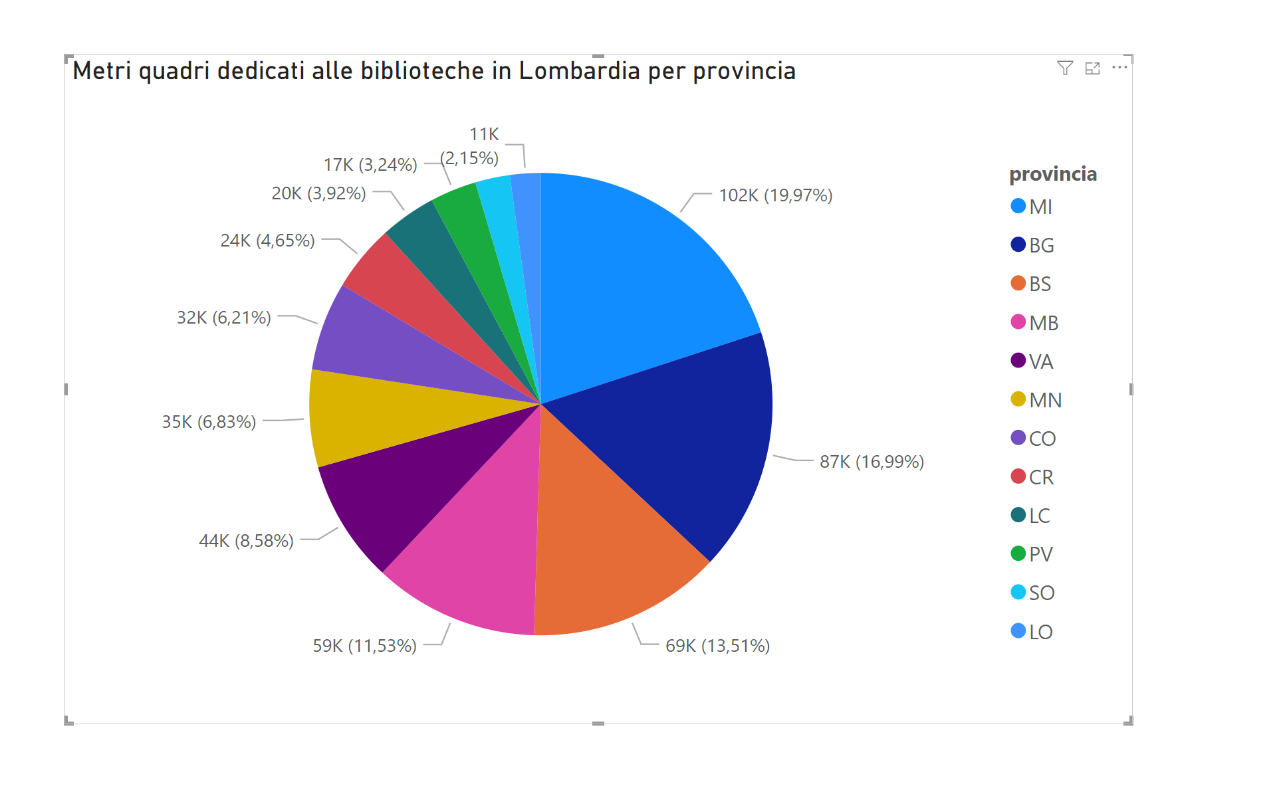 Metri quadri dedicati alle biblioteche in Lombardia per provincia
11K
(2,15%)
17K (3,24%)
20K (3,92%)
24K (4,65%)
32K (6,21%)
35K (6,83%)
44K (8,58%)
59K (11,53%)
69K (13,51%)
87K (16,99%)
102K (19,97%)
provincia
MI
BG
BS
MB
VA
MN
CO
CR
LC
PV
SO
LO